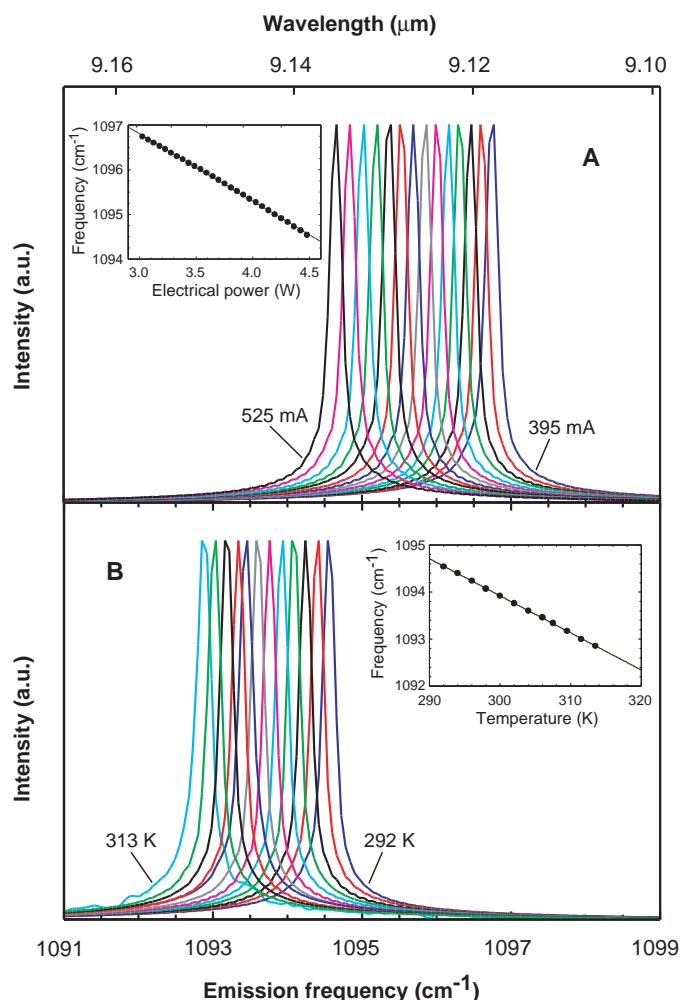 Wavelength (μm)
9.16 9.14 9.12 9.10
A
Intensity (a.u.)
Frequency (cm-1)
1097
1096
1095
1094
3.0 3.5 4.0 4.5
Electrical power (W)
525 mA
395 mA
B
Intensity (a.u.)
Frequency (cm-1)
1095
1094
1093
1092
290 300 310 320
Temperature (K)
313 K
292 K
1091 1093 1095 1097 1099
Emission frequency (cm-1)